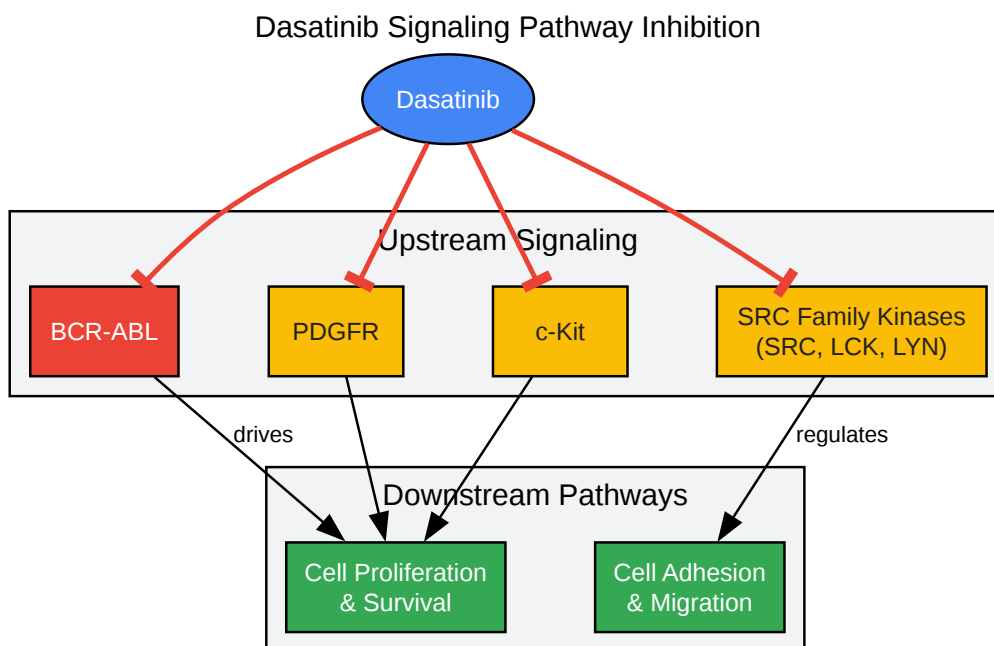 Dasatinib Signaling Pathway Inhibition
Dasatinib
Upstream Signaling
BCR-ABL
PDGFR
c-Kit
SRC Family Kinases
(SRC, LCK, LYN)
drives
regulates
Downstream Pathways
Cell Proliferation
& Survival
Cell Adhesion
& Migration